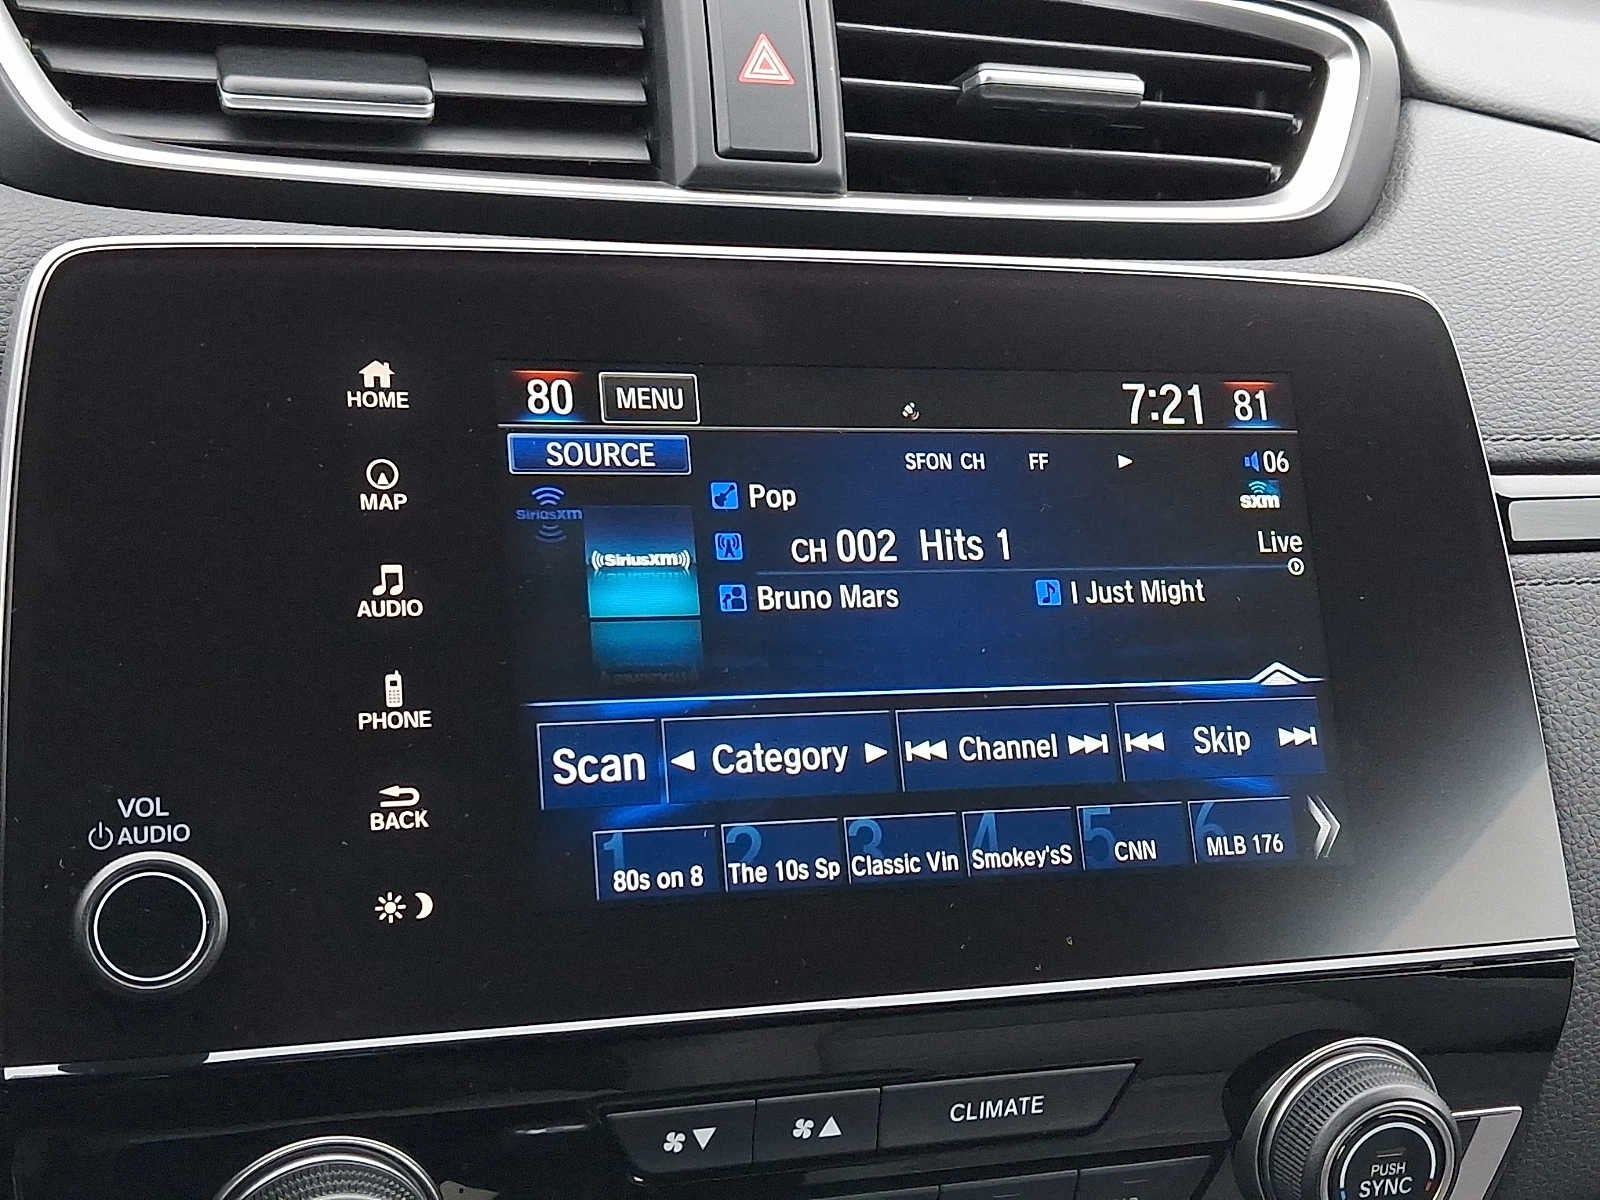 HOME
MAP
AUDIO
PHONE
BACK
VOL
AUDIO
80 MENU 7:21 81
SOURCE
SFON CH FF 06
SiriusXM
Pop
sxm
((SiriusXM))
CH 002 Hits 1
Live
Bruno Mars I Just Might
Scan Category Channel Skip
1 80s on 8
2 The 10s Sp
3 Classic Vin
4 Smokey'sS
5 CNN
6 MLB 176
CLIMATE
PUSH
SYNC